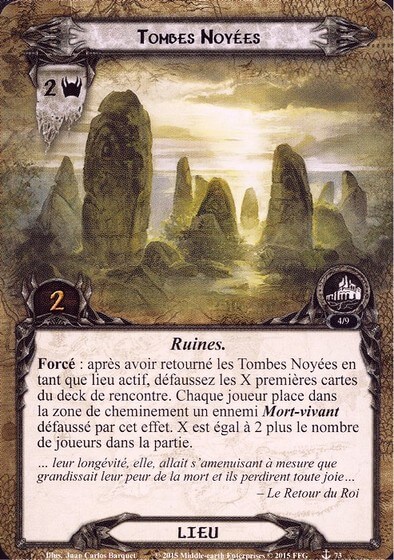 Tombes Noyées
2
2
4/9
Ruines.
Forcé : après avoir retourné les Tombes Noyées en
tant que lieu actif, défaussez les X premières cartes
du deck de rencontre. Chaque joueur place dans
la zone de cheminement un ennemi Mort-vivant
défaussé par cet effet. X est égal à 2 plus le nombre
de joueurs dans la partie.
… leur longévité, elle, allait s’amenuisant à mesure que
grandissait leur peur de la mort et ils perdirent toute joie…
– Le Retour du Roi
LIEU
Illus. Juan Carlos Barquet © 2015 Middle-earth Enterprises © 2015 FFG 73